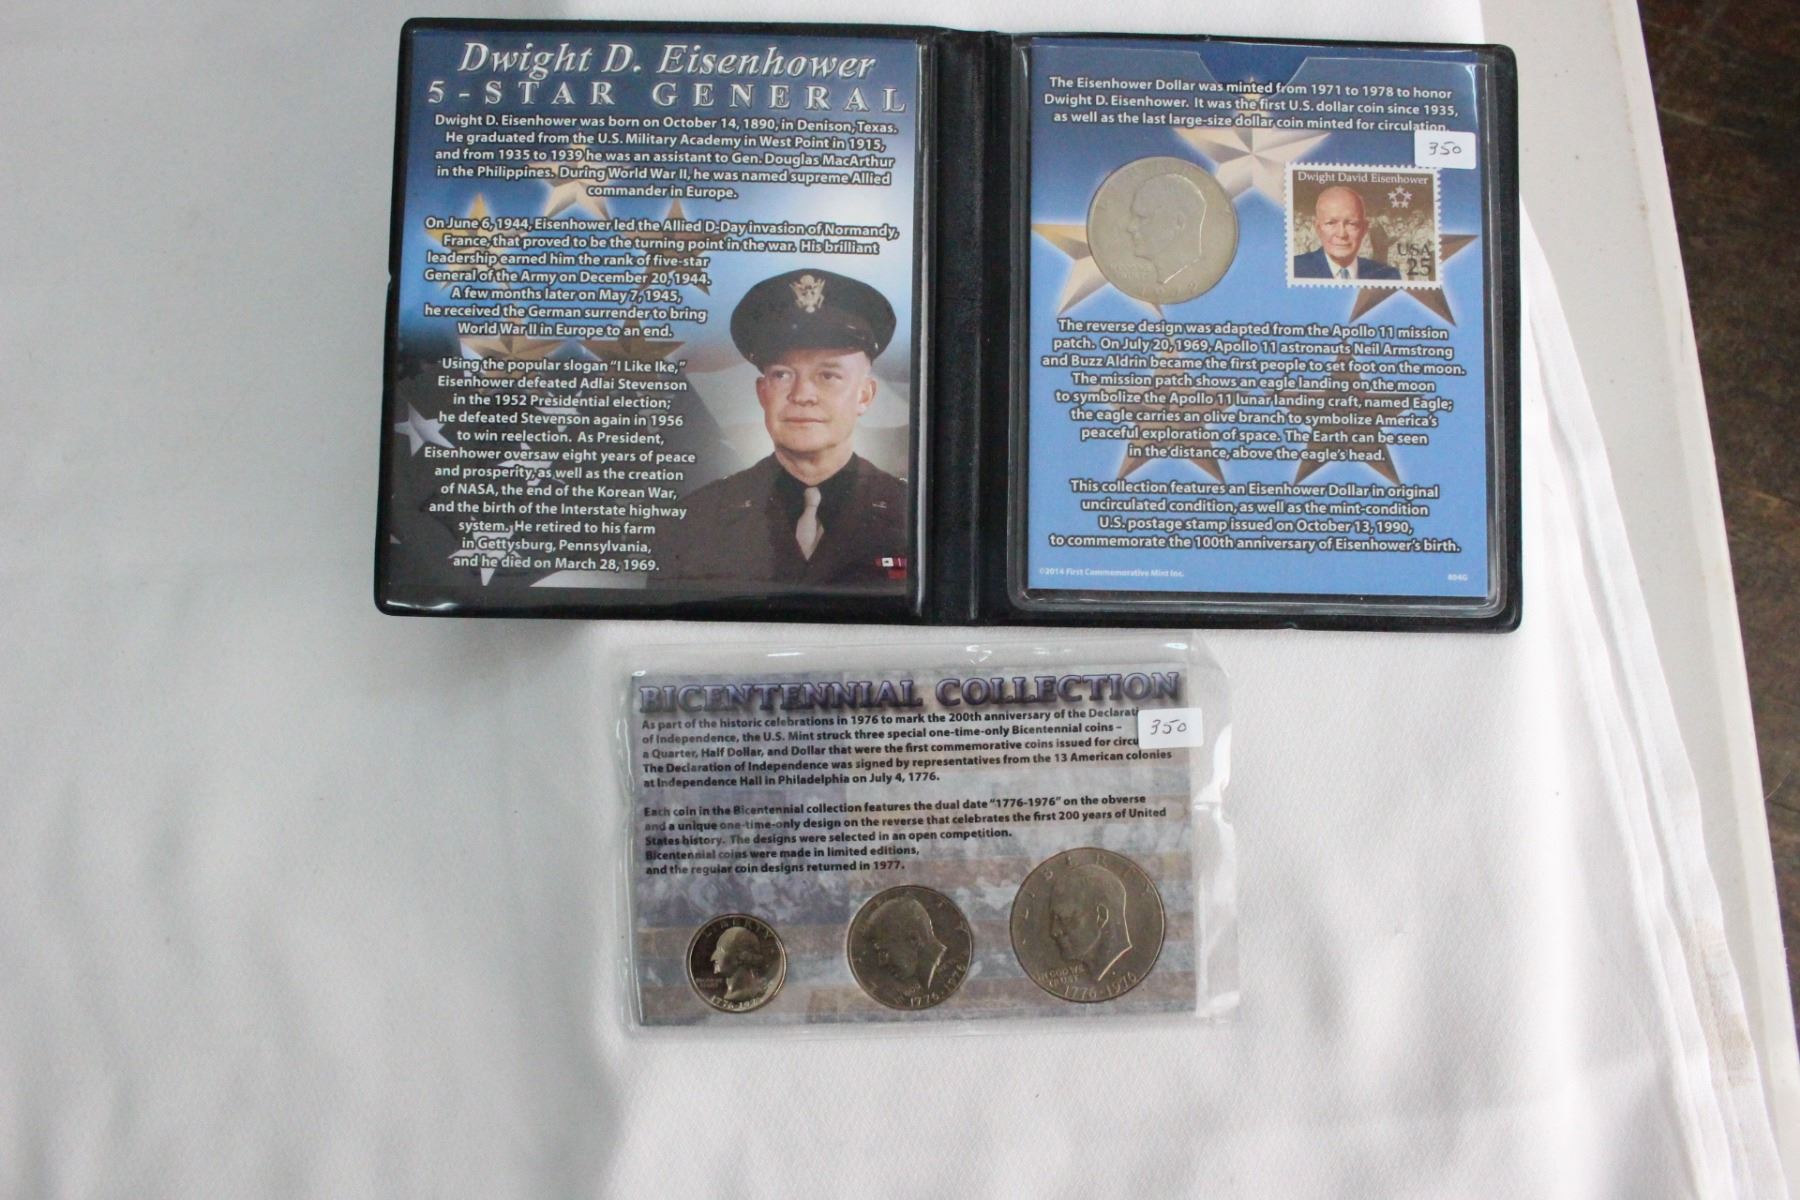 Dwight D. Eisenhower
5-STAR GENERAL
Dwight D. Eisenhower was born on October 14, 1890, in Denison, Texas.
He graduated from the U.S. Military Academy in West Point in 1915,
and from 1935 to 1939 he was an assistant to Gen. Douglas MacArthur
in the Philippines. During World War II, he was named supreme Allied
commander in Europe.
On June 6, 1944, Eisenhower led the Allied D-Day invasion of Normandy,
France, that proved to be the turning point in the war. His brilliant
leadership earned him the rank of five-star
General of the Army on December 20, 1944.
A few months later on May 7, 1945,
he received the German surrender to bring
World War II in Europe to an end.
Using the popular slogan “I Like Ike,”
Eisenhower defeated Adlai Stevenson
in the 1952 Presidential election;
he defeated Stevenson again in 1956
to win reelection. As President,
Eisenhower oversaw eight years of peace
and prosperity, as well as the creation
of NASA, the end of the Korean War,
and the birth of the Interstate highway
system. He retired to his farm
in Gettysburg, Pennsylvania,
and he died on March 28, 1969.
The Eisenhower Dollar was minted from 1971 to 1978 to honor
Dwight D. Eisenhower. It was the first U.S. dollar coin since 1935,
as well as the last large-size dollar coin minted for circulation.
350
Dwight David Eisenhower
USA
25
The reverse design was adapted from the Apollo 11 mission
patch. On July 20, 1969, Apollo 11 astronauts Neil Armstrong
and Buzz Aldrin became the first people to set foot on the moon.
The mission patch shows an eagle landing on the moon
to symbolize the Apollo 11 lunar landing craft, named Eagle;
the eagle carries an olive branch to symbolize America's
peaceful exploration of space. The Earth can be seen
in the distance, above the eagle's head.
This collection features an Eisenhower Dollar in original
uncirculated condition, as well as the mint-condition
U.S. postage stamp issued on October 13, 1990,
to commemorate the 100th anniversary of Eisenhower's birth.
©2014 First Commemorative Mint Inc.
BICENTENNIAL COLLECTION
As part of the historic celebrations in 1976 to mark the 200th anniversary of the Declarati
of Independence, the U.S. Mint struck three special one-time-only Bicentennial coins –
350
a Quarter, Half Dollar, and Dollar that were the first commemorative coins issued for circu
The Declaration of Independence was signed by representatives from the 13 American colonies
at Independence Hall in Philadelphia on July 4, 1776.
Each coin in the Bicentennial collection features the dual date “1776-1976” on the obverse
and a unique one-time-only design on the reverse that celebrates the first 200 years of United
States history. The designs were selected in an open competition.
Bicentennial coins were made in limited editions,
and the regular coin designs returned in 1977.
LIBERTY
1776-1976
1776-1976
LIBERTY
IN GOD WE
TRUST
1776-1976